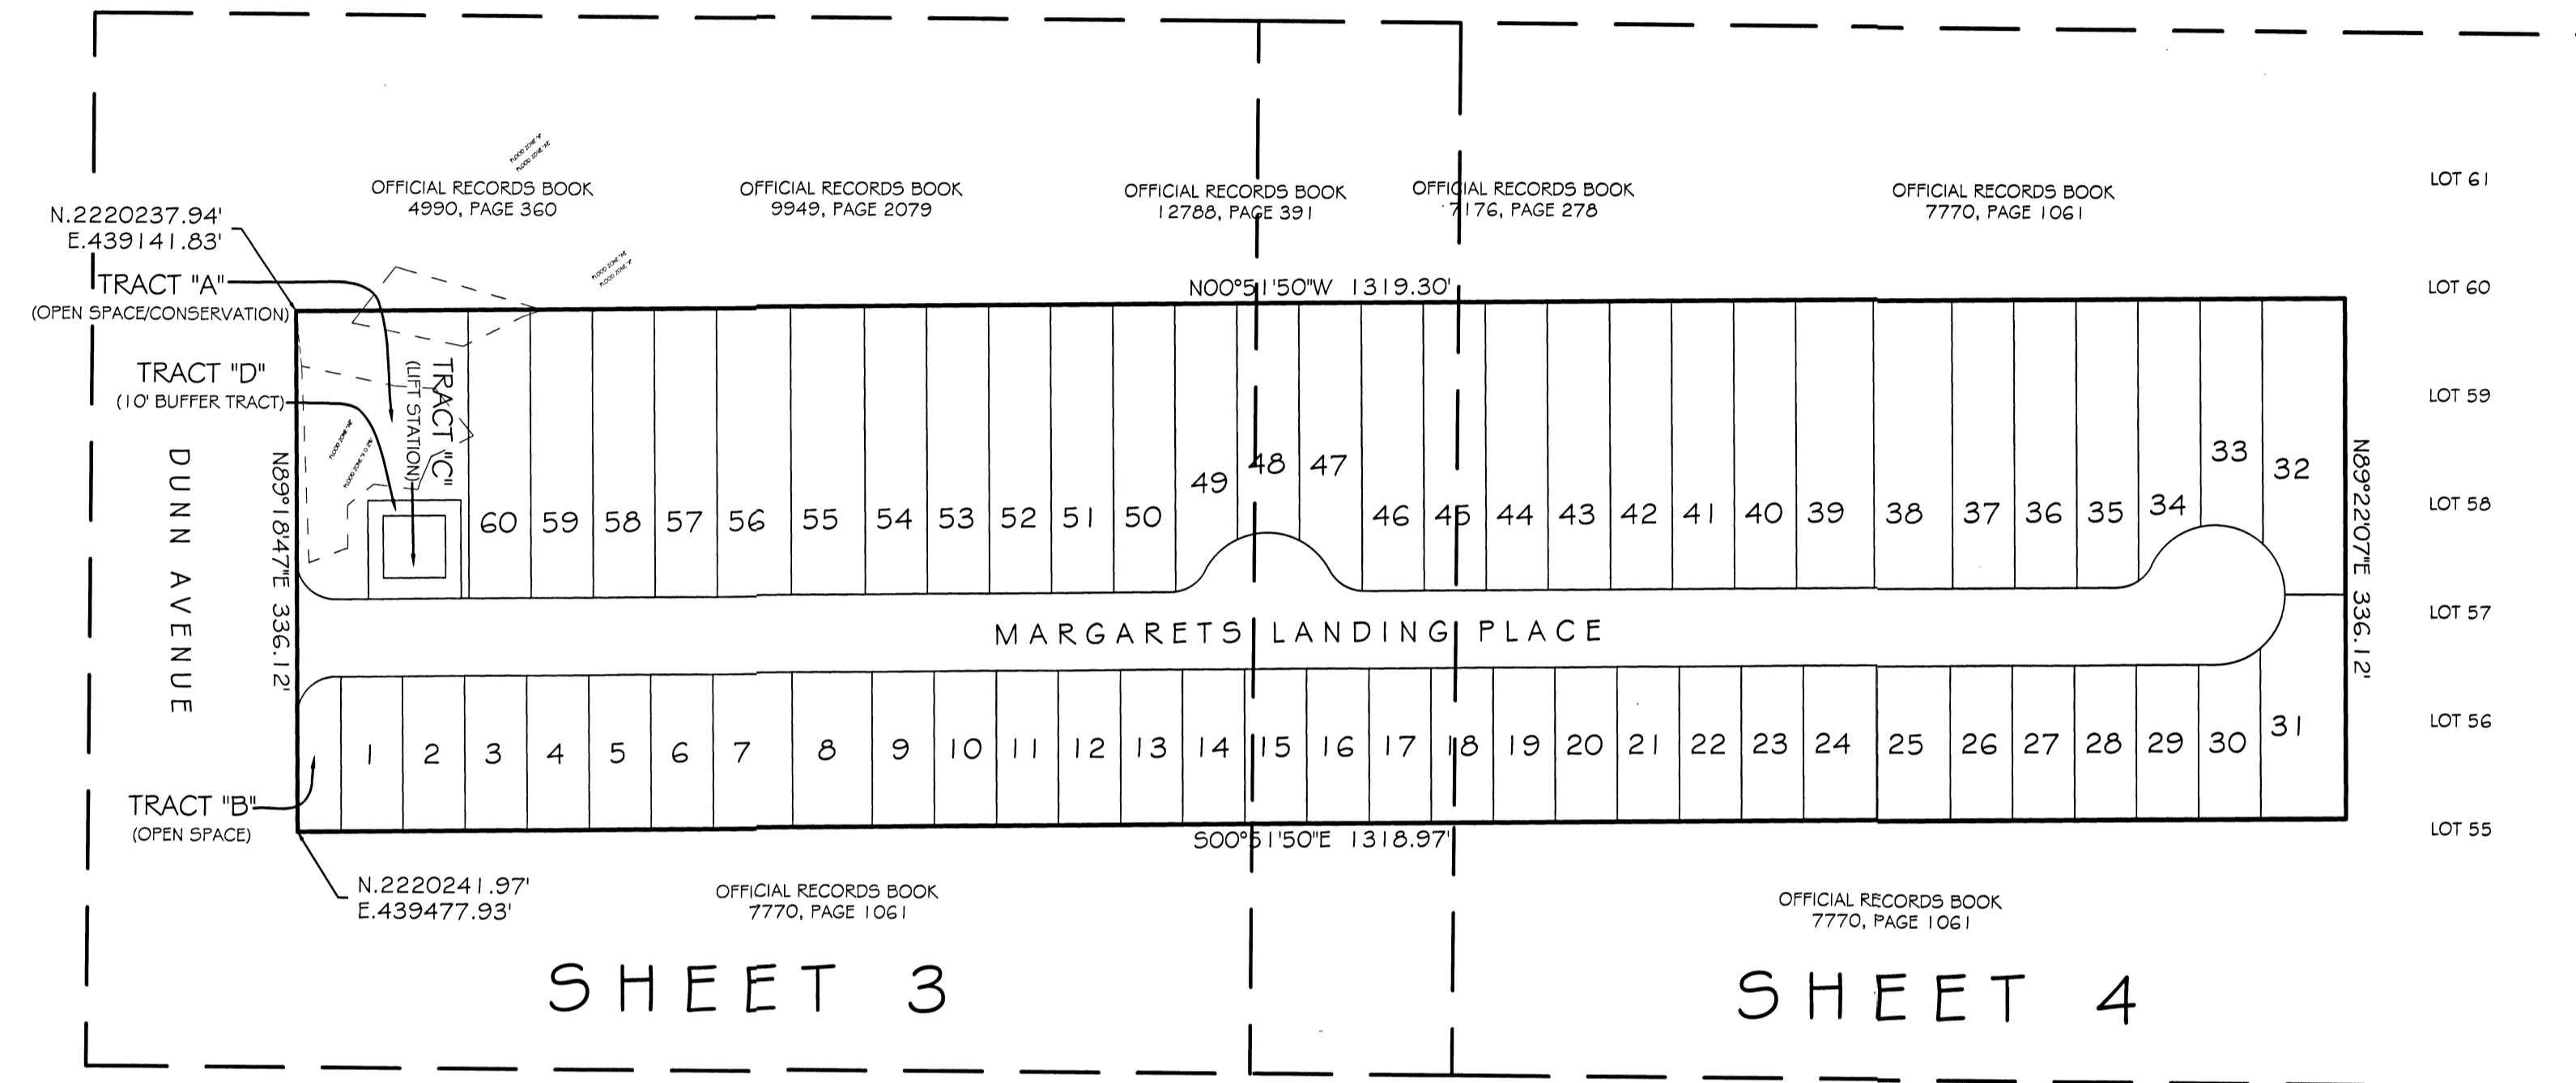 OFFICIAL RECORDS BOOK
4990, PAGE 360
OFFICIAL RECORDS BOOK
9949, PAGE 2079
OFFICIAL RECORDS BOOK
12788, PAGE 391
OFFICIAL RECORDS BOOK
7176, PAGE 278
OFFICIAL RECORDS BOOK
7770, PAGE 1061
LOT 61
LOT 60
LOT 59
LOT 58
LOT 57
LOT 56
LOT 55
N.2220237.94'
E.439141.83'
TRACT "A"
(OPEN SPACE/CONSERVATION)
TRACT "D"
(10' BUFFER TRACT)
TRACT "C"
(LIFT STATION)
N00°51'50"W 1319.30'
DUNN AVENUE
N89°18'47"E 336.12'
N89°22'07"E 336.12'
60 59 58 57 56 55 54 53 52 51 50 49 48 47 46 45 44 43 42 41 40 39 38 37 36 35 34 33 32
MARGARETS LANDING PLACE
1 2 3 4 5 6 7 8 9 10 11 12 13 14 15 16 17 18 19 20 21 22 23 24 25 26 27 28 29 30 31
TRACT "B"
(OPEN SPACE)
S00°51'50"E 1318.97'
N.2220241.97'
E.439477.93'
OFFICIAL RECORDS BOOK
7770, PAGE 1061
OFFICIAL RECORDS BOOK
7770, PAGE 1061
SHEET 3
SHEET 4